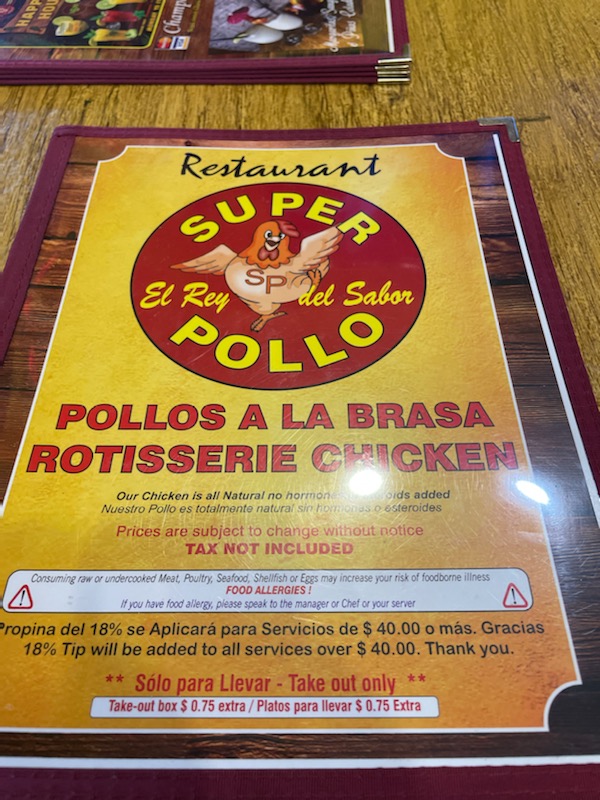 HAPPY
HOUR
Champ
Restaurant
SUPER
SP
El Rey del Sabor
POLLO
POLLOS A LA BRASA
ROTISSERIE CHICKEN
Our Chicken is all Natural no hormones added
Nuestro Pollo es totalmente natural sin hormonas o esteroides
Prices are subject to change without notice
TAX NOT INCLUDED
Consuming raw or undercooked Meat, Poultry, Seafood, Shellfish or Eggs may increase your risk of foodborne illness
FOOD ALLERGIES !
If you have food allergy, please speak to the manager or Chef or your server
Propina del 18% se Aplicará para Servicios de $ 40.00 o más. Gracias
18% Tip will be added to all services over $ 40.00. Thank you.
** Sólo para Llevar - Take out only **
Take-out box $ 0.75 extra / Platos para llevar $ 0.75 Extra